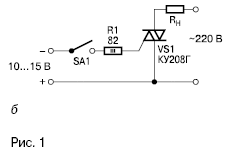 Rн
R1
82
~220 В
–
SA1
VS1
КУ208Г
10...15 В
+
б
Рис. 1